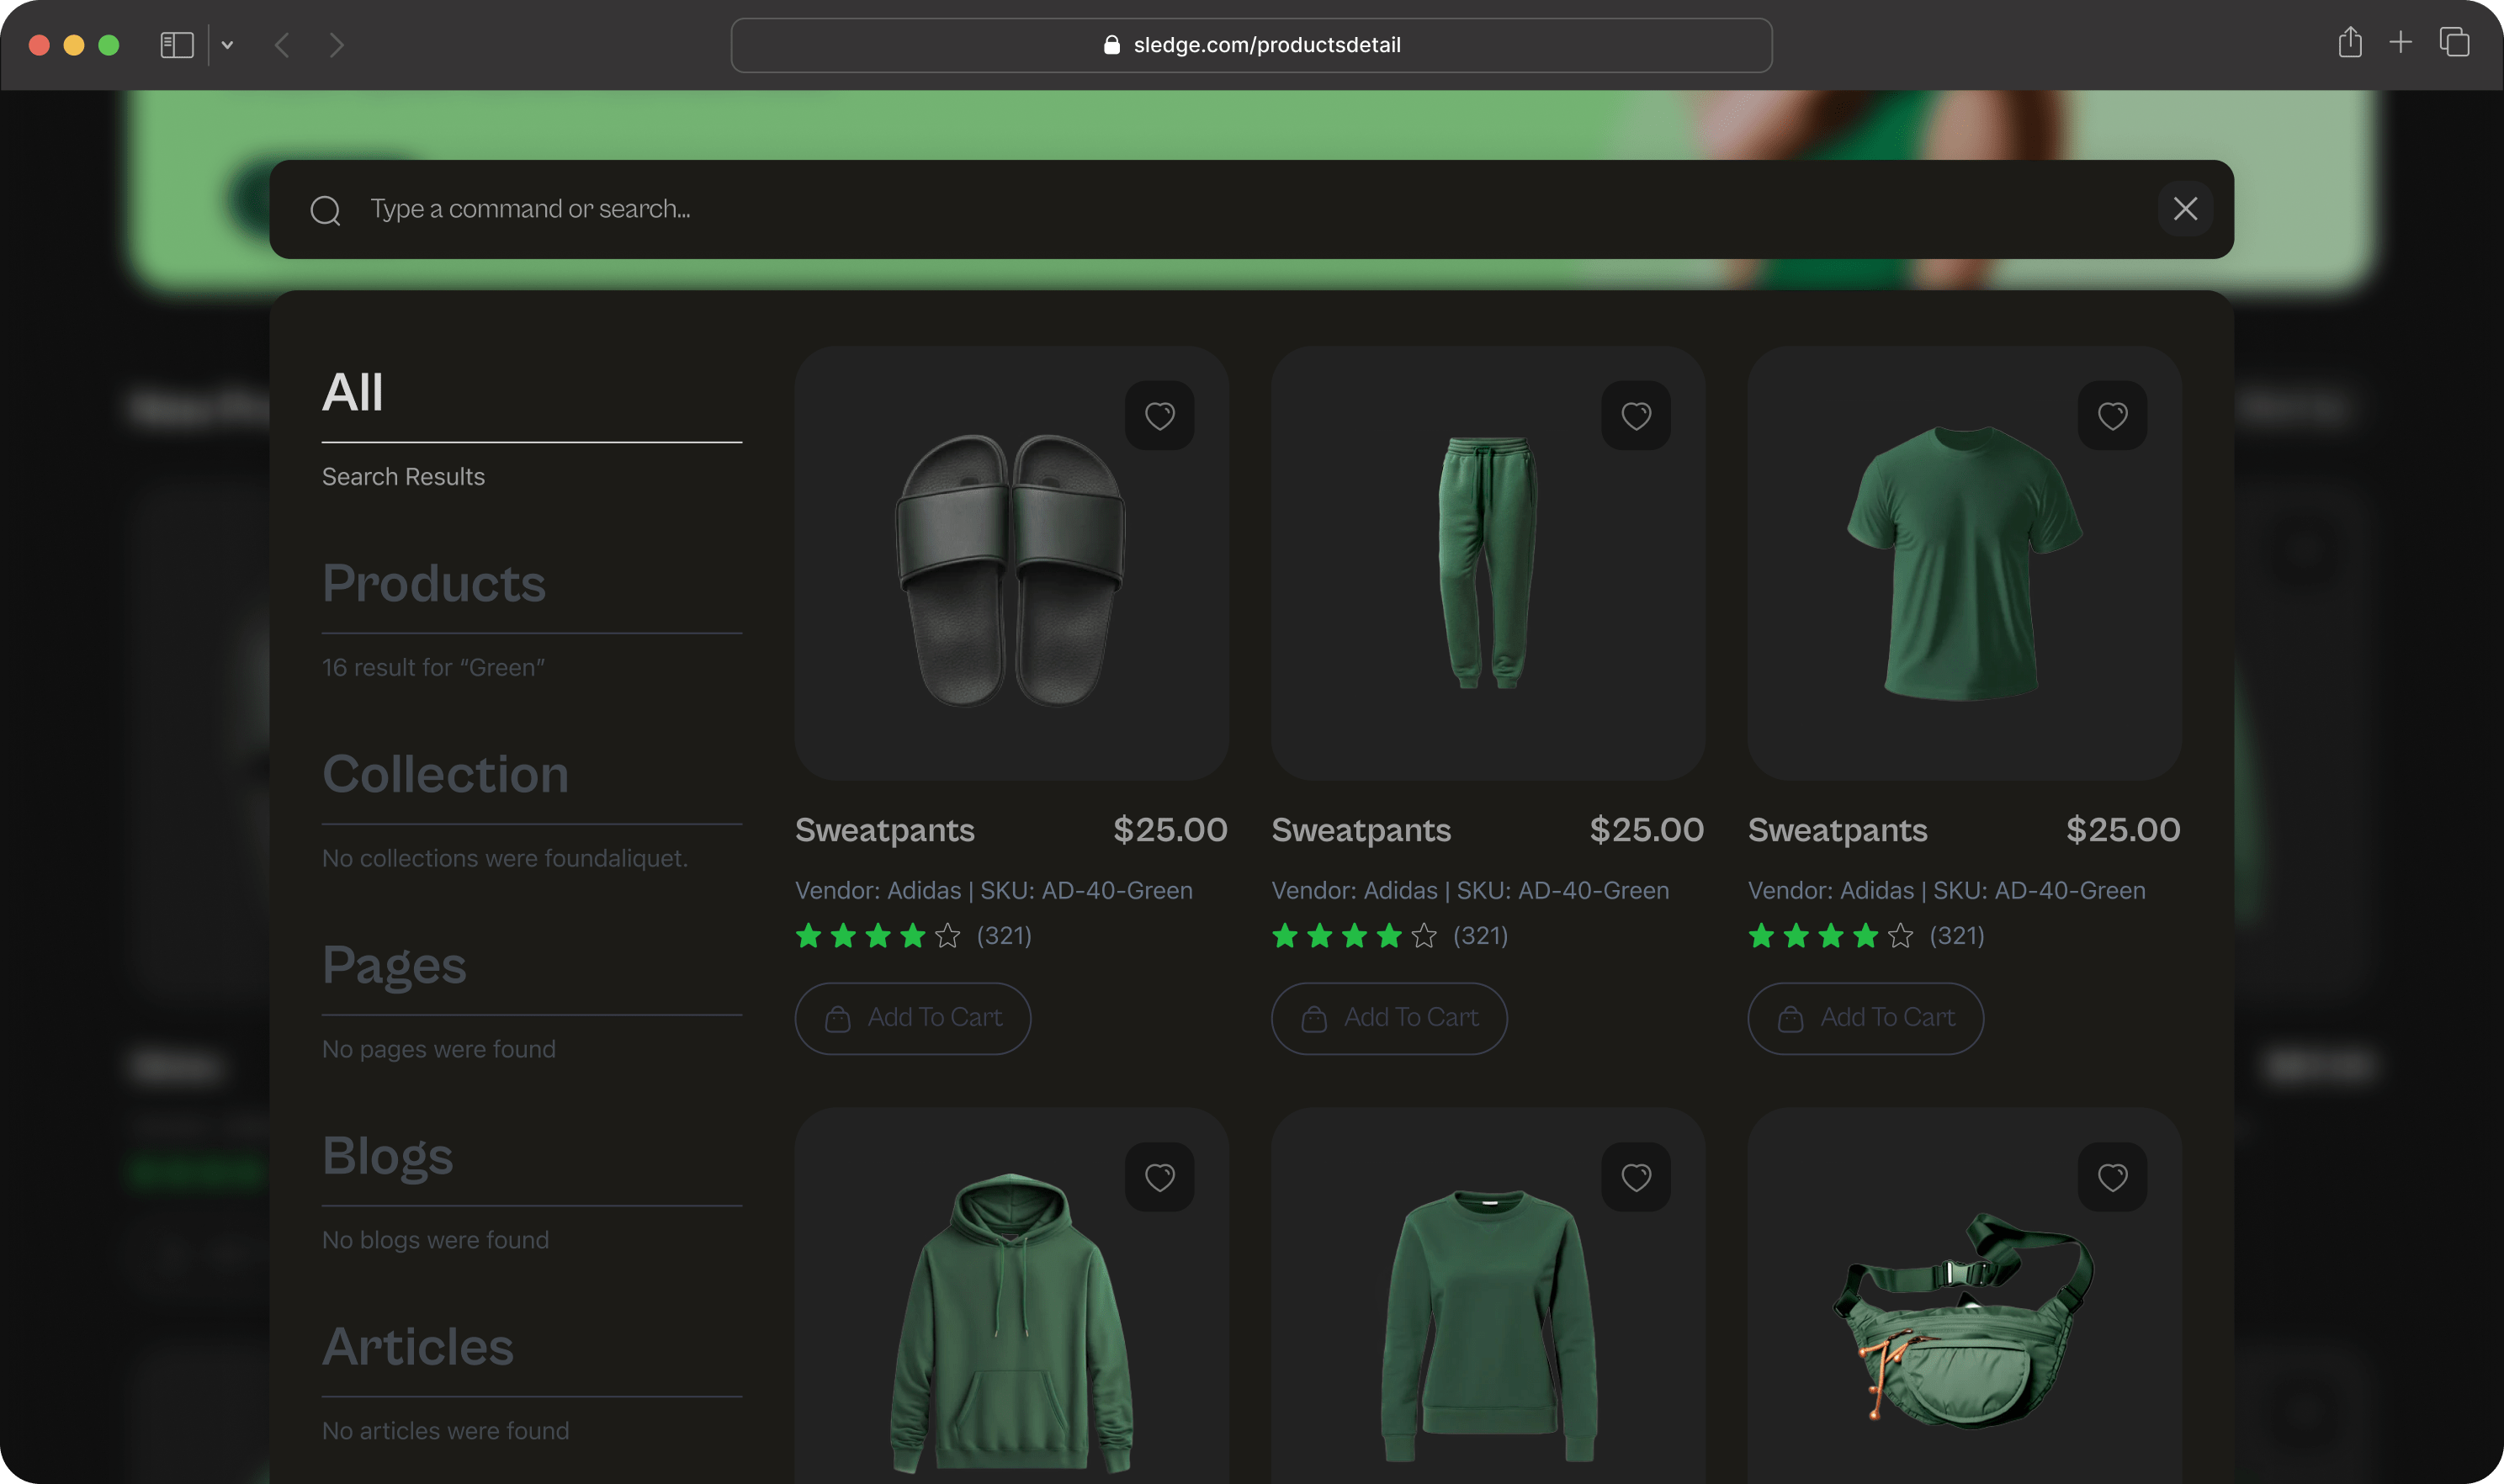 sledge.com/productsdetail
Type a command or search...
All
Search Results
Products
16 result for “Green”
Collection
No collections were foundaliquet.
Pages
No pages were found
Blogs
No blogs were found
Articles
No articles were found
Sweatpants $25.00
Vendor: Adidas | SKU: AD-40-Green
(321)
Add To Cart
Sweatpants $25.00
Vendor: Adidas | SKU: AD-40-Green
(321)
Add To Cart
Sweatpants $25.00
Vendor: Adidas | SKU: AD-40-Green
(321)
Add To Cart